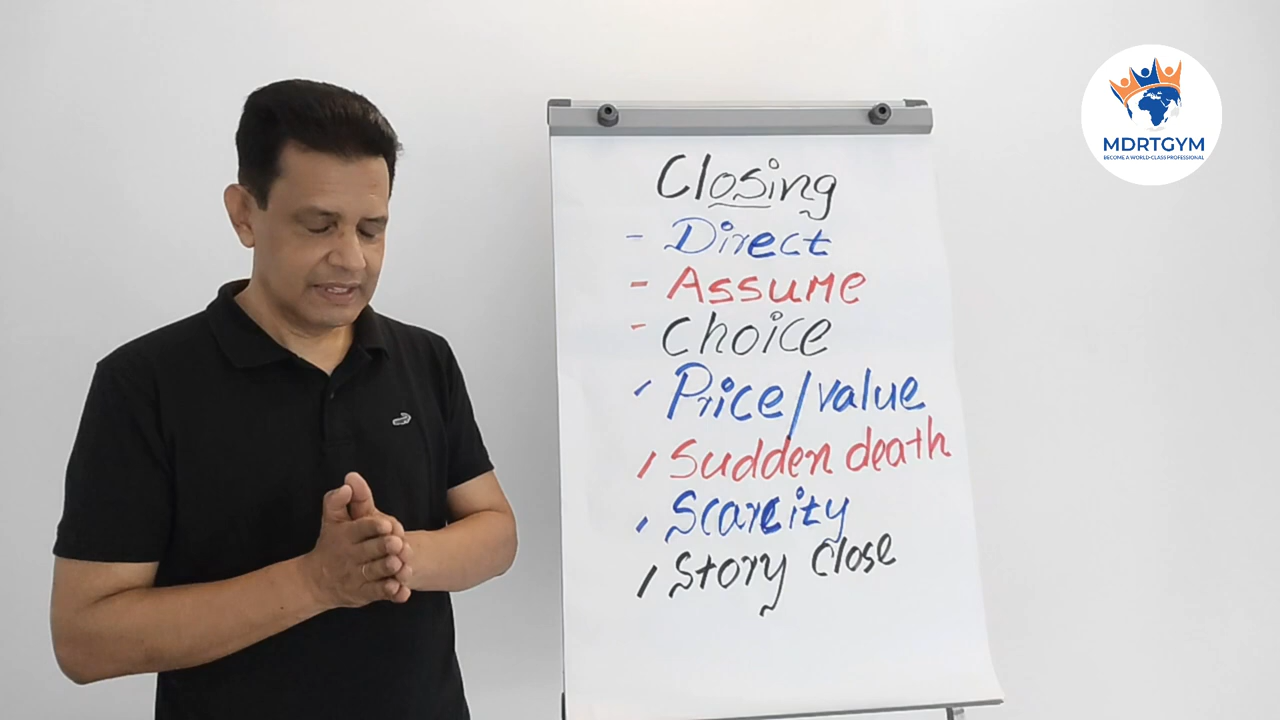 Closing
- Direct
- Assume
- Choice
- Price/value
- Sudden death
- Scarcity
- Story Close
MDRTGYM
BECOME A WORLD-CLASS PROFESSIONAL